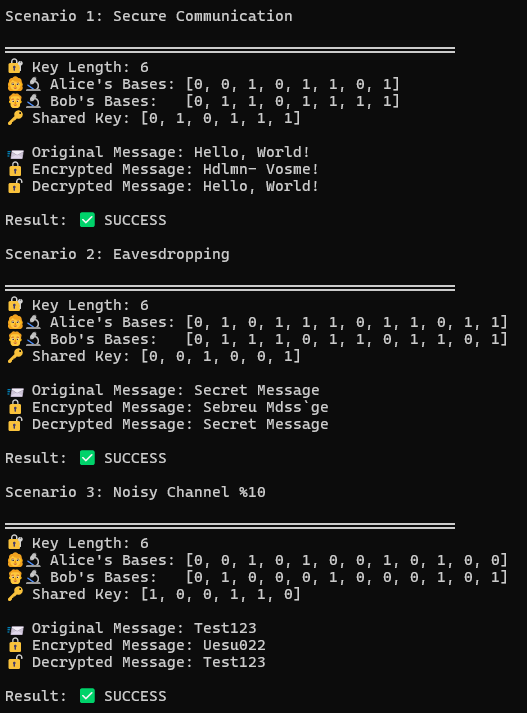 Scenario 1: Secure Communication
══════════════════════════════════════════════════
🔐 Key Length: 6
👩🔬 Alice's Bases: [0, 0, 1, 0, 1, 1, 0, 1]
👨🔬 Bob's Bases:   [0, 1, 1, 0, 1, 1, 1, 1]
🔑 Shared Key: [0, 1, 0, 1, 1, 1]
📨 Original Message: Hello, World!
🔒 Encrypted Message: Hdlmn- Vosme!
🔓 Decrypted Message: Hello, World!
Result: ✅ SUCCESS
Scenario 2: Eavesdropping
══════════════════════════════════════════════════
🔐 Key Length: 6
👩🔬 Alice's Bases: [0, 1, 0, 1, 1, 1, 0, 1, 1, 0, 1, 1]
👨🔬 Bob's Bases:   [0, 1, 1, 1, 0, 1, 1, 0, 1, 1, 0, 1]
🔑 Shared Key: [0, 0, 1, 0, 0, 1]
📨 Original Message: Secret Message
🔒 Encrypted Message: Sebreu Mdss`ge
🔓 Decrypted Message: Secret Message
Result: ✅ SUCCESS
Scenario 3: Noisy Channel %10
══════════════════════════════════════════════════
🔐 Key Length: 6
👩🔬 Alice's Bases: [0, 0, 1, 0, 1, 0, 0, 1, 0, 1, 0, 0]
👨🔬 Bob's Bases:   [0, 1, 0, 0, 0, 1, 0, 0, 0, 1, 0, 1]
🔑 Shared Key: [1, 0, 0, 1, 1, 0]
📨 Original Message: Test123
🔒 Encrypted Message: Uesu022
🔓 Decrypted Message: Test123
Result: ✅ SUCCESS